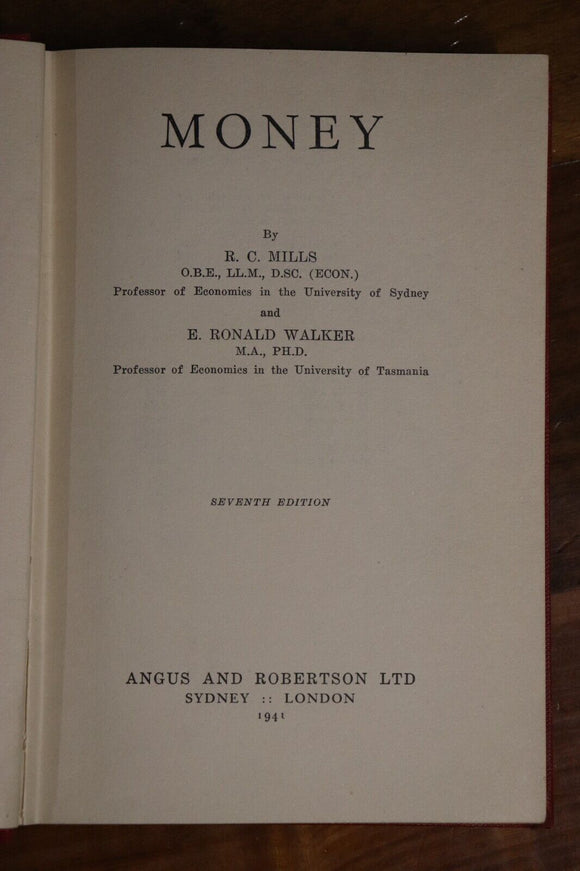 MONEY
By
R. C. MILLS
O.B.E., LL.M., D.SC. (ECON.)
Professor of Economics in the University of Sydney
and
E. RONALD WALKER
M.A., PH.D.
Professor of Economics in the University of Tasmania
SEVENTH EDITION
ANGUS AND ROBERTSON LTD
SYDNEY :: LONDON
1941